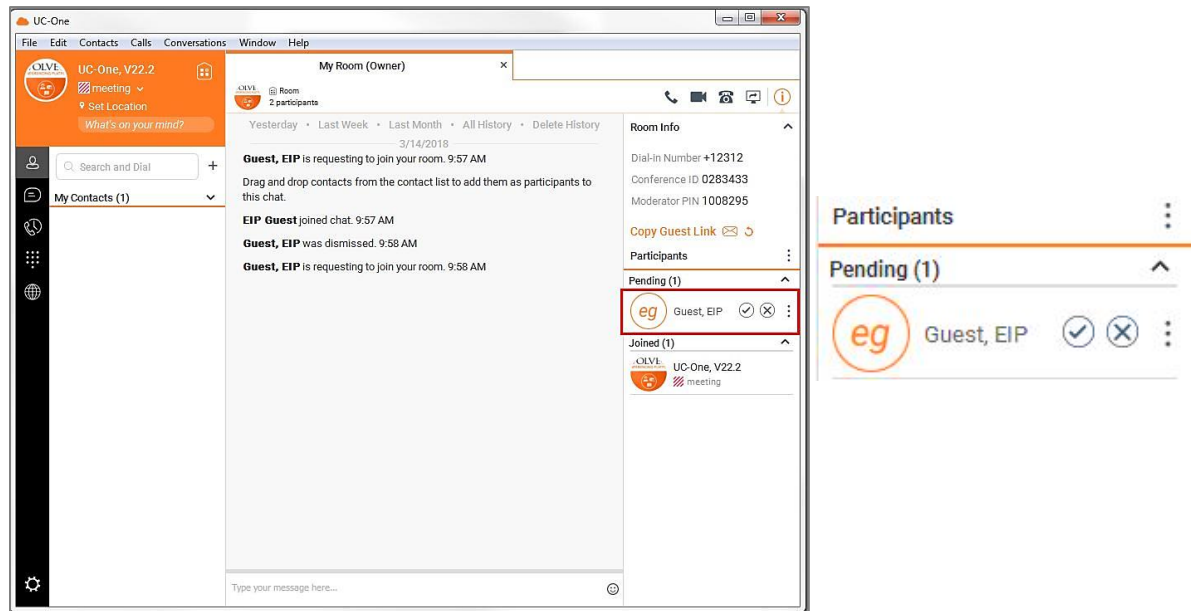 UC-One
File Edit Contacts Calls Conversations Window Help
OLVE
UC-One, V22.2
meeting
Set Location
What's on your mind?
Search and Dial
My Contacts (1)
My Room (Owner)
OLVE
Room
2 participants
Yesterday • Last Week • Last Month • All History • Delete History
3/14/2018
Guest, EIP is requesting to join your room. 9:57 AM
Drag and drop contacts from the contact list to add them as participants to
this chat.
EIP Guest joined chat. 9:57 AM
Guest, EIP was dismissed. 9:58 AM
Guest, EIP is requesting to join your room. 9:58 AM
Type your message here...
Room Info
Dial-In Number +12312
Conference ID 0283433
Moderator PIN 1008295
Copy Guest Link
Participants
Pending (1)
eg Guest, EIP
Joined (1)
OLVE
UC-One, V22.2
meeting
Participants
Pending (1)
eg Guest, EIP